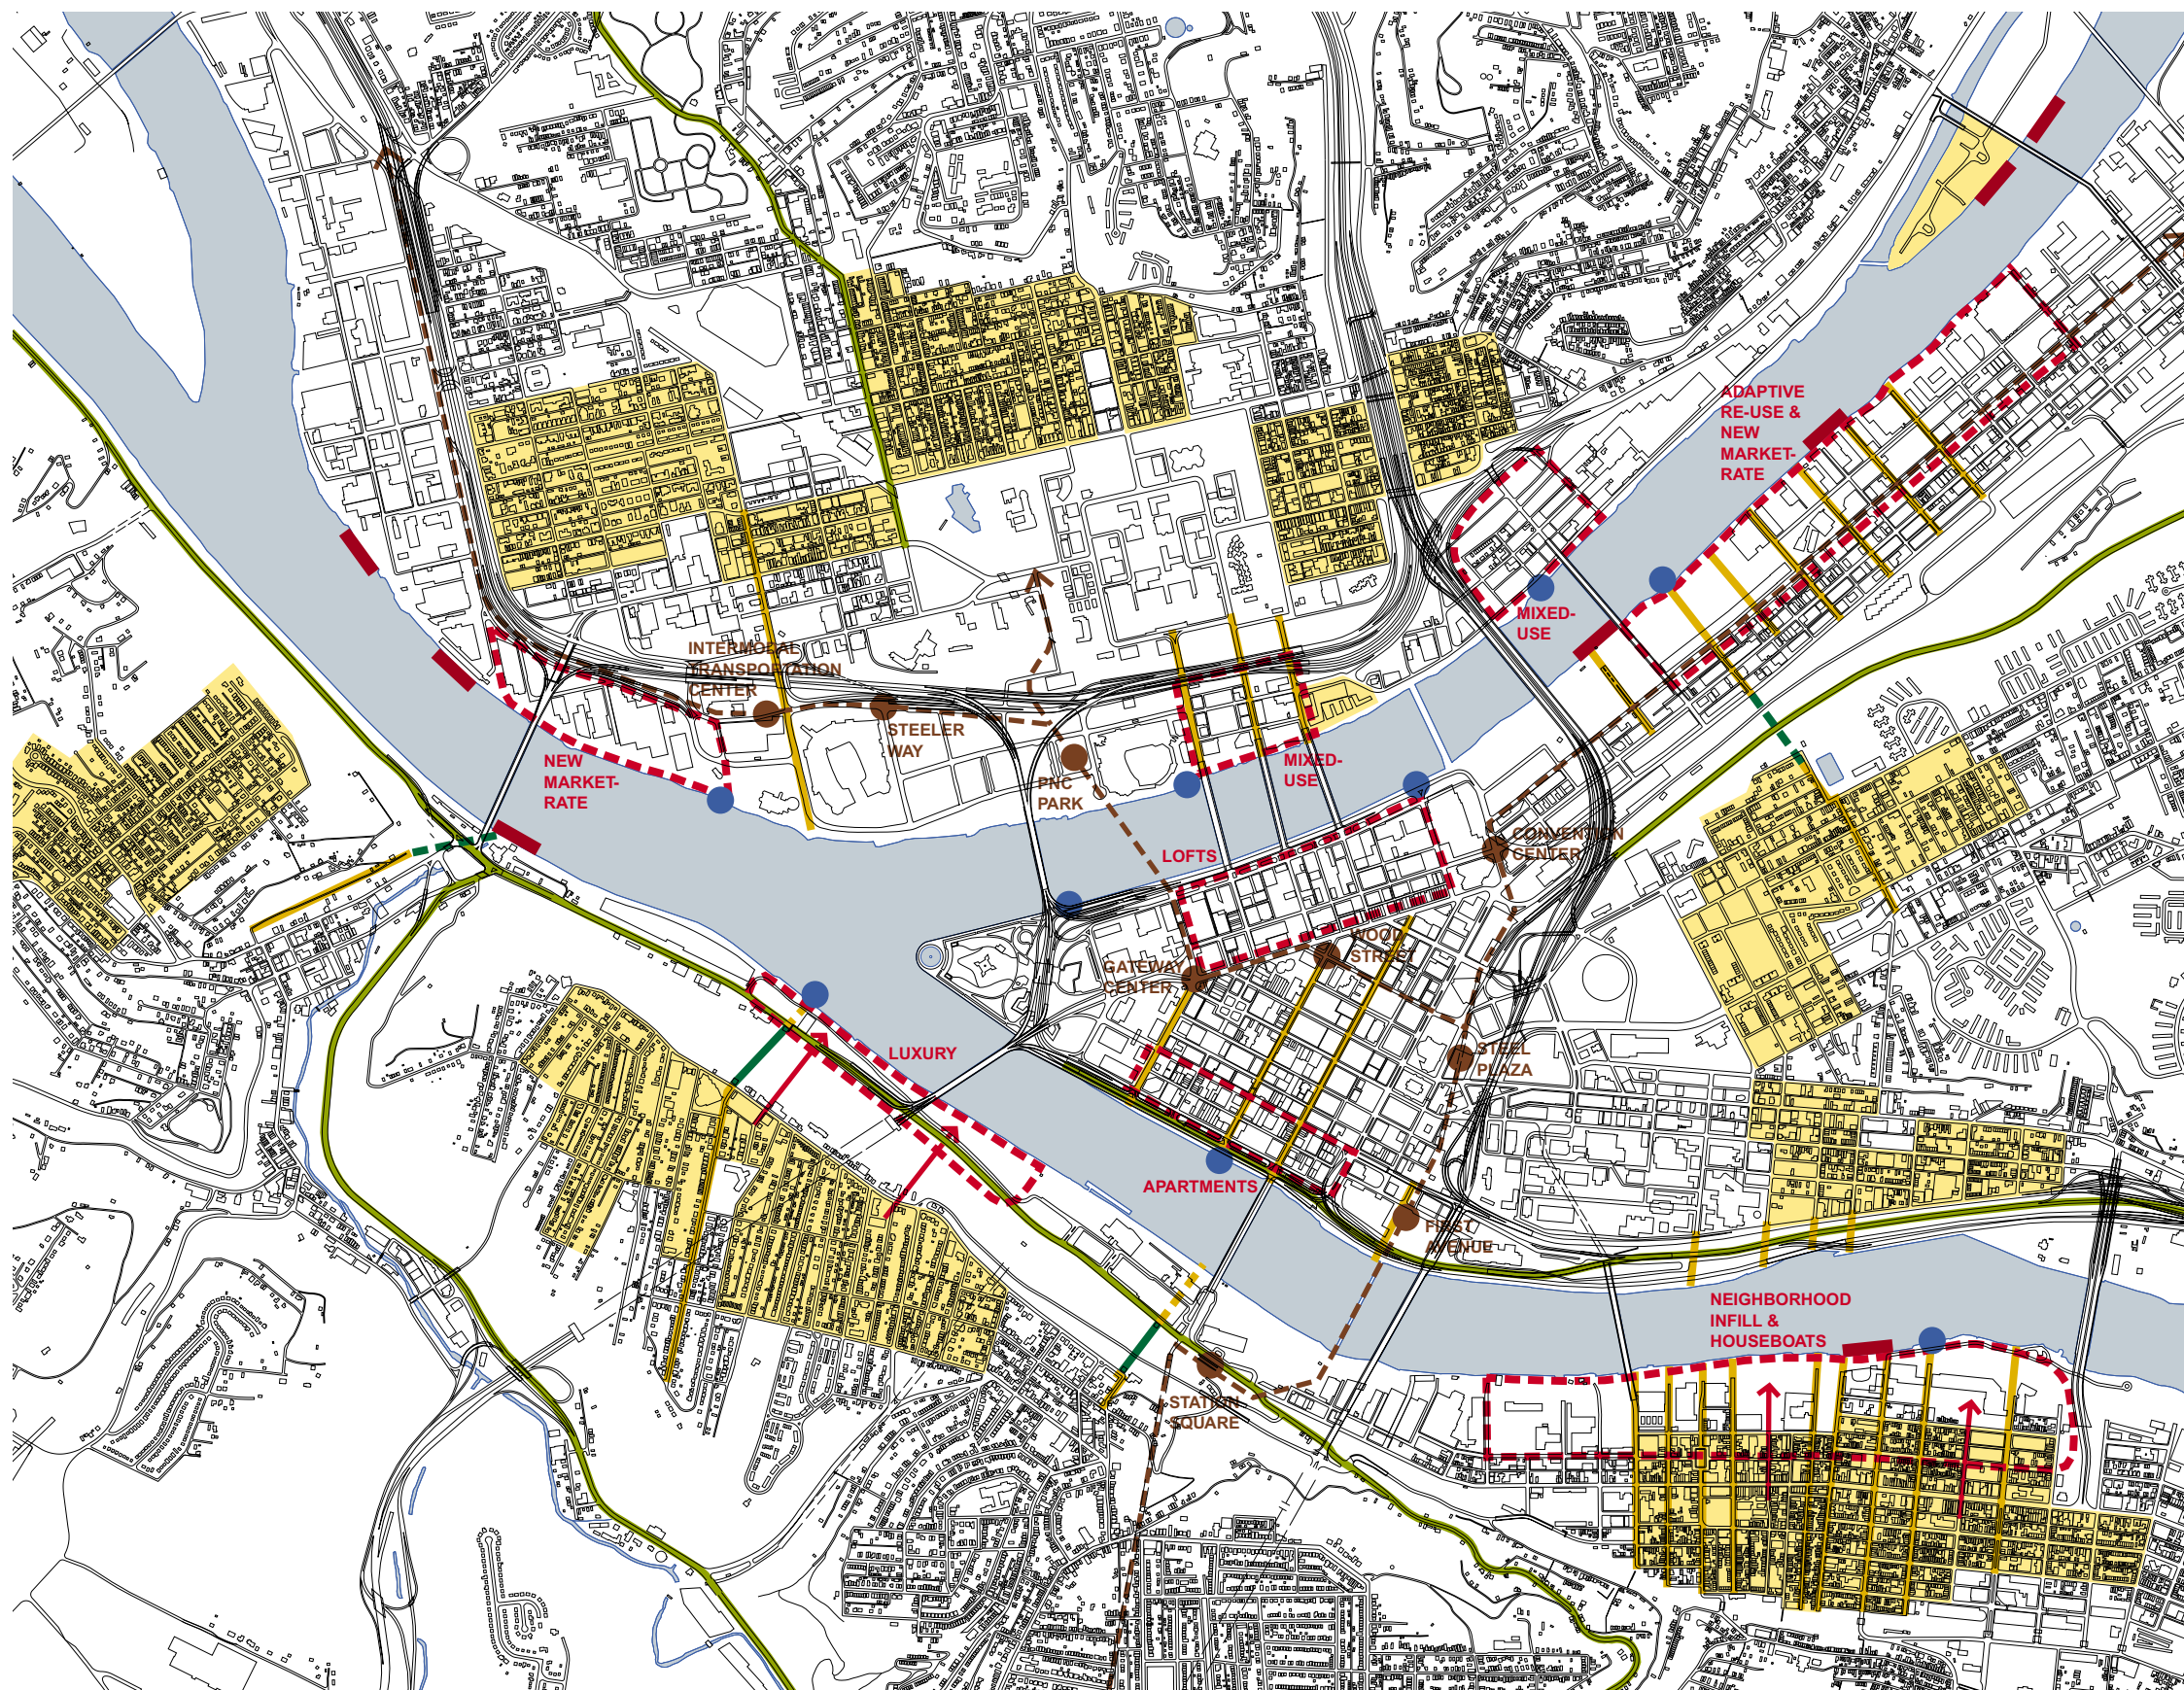 ADAPTIVE
RE-USE &
NEW
MARKET-
RATE
MIXED-
USE
INTERMODAL
TRANSPORTATION
CENTER
STEELER
WAY
NEW
MARKET-
RATE
PNC
PARK
MIXED-
USE
CONVENTION
CENTER
LOFTS
WOOD
STREET
GATEWAY
CENTER
LUXURY
STEEL
PLAZA
APARTMENTS
FIRST
AVENUE
NEIGHBORHOOD
INFILL &
HOUSEBOATS
STATION
SQUARE